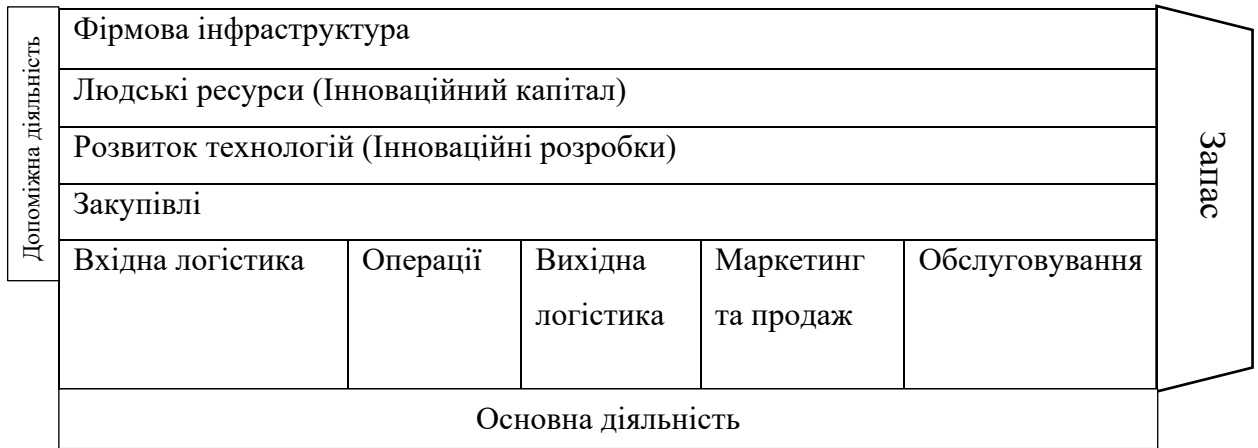 Допоміжна діяльність
Фірмова інфраструктура
Людські ресурси (Інноваційний капітал)
Розвиток технологій (Інноваційні розробки)
Закупівлі
Вхідна логістика
Операції
Вихідна
логістика
Маркетинг
та продаж
Обслуговування
Запас
Основна діяльність